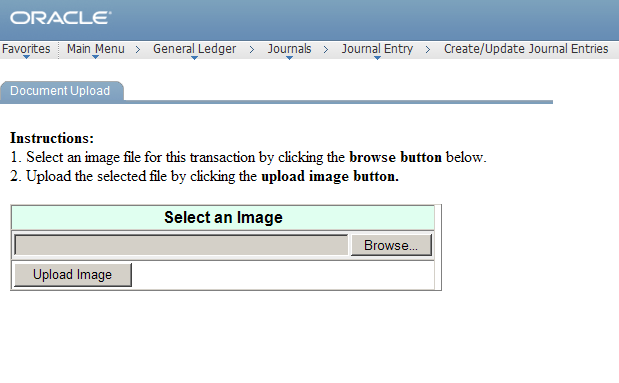 ORACLE
Favorites Main Menu > General Ledger > Journals > Journal Entry > Create/Update Journal Entries
Document Upload
Instructions:
1. Select an image file for this transaction by clicking the browse button below.
2. Upload the selected file by clicking the upload image button.
Select an Image
Browse...
Upload Image